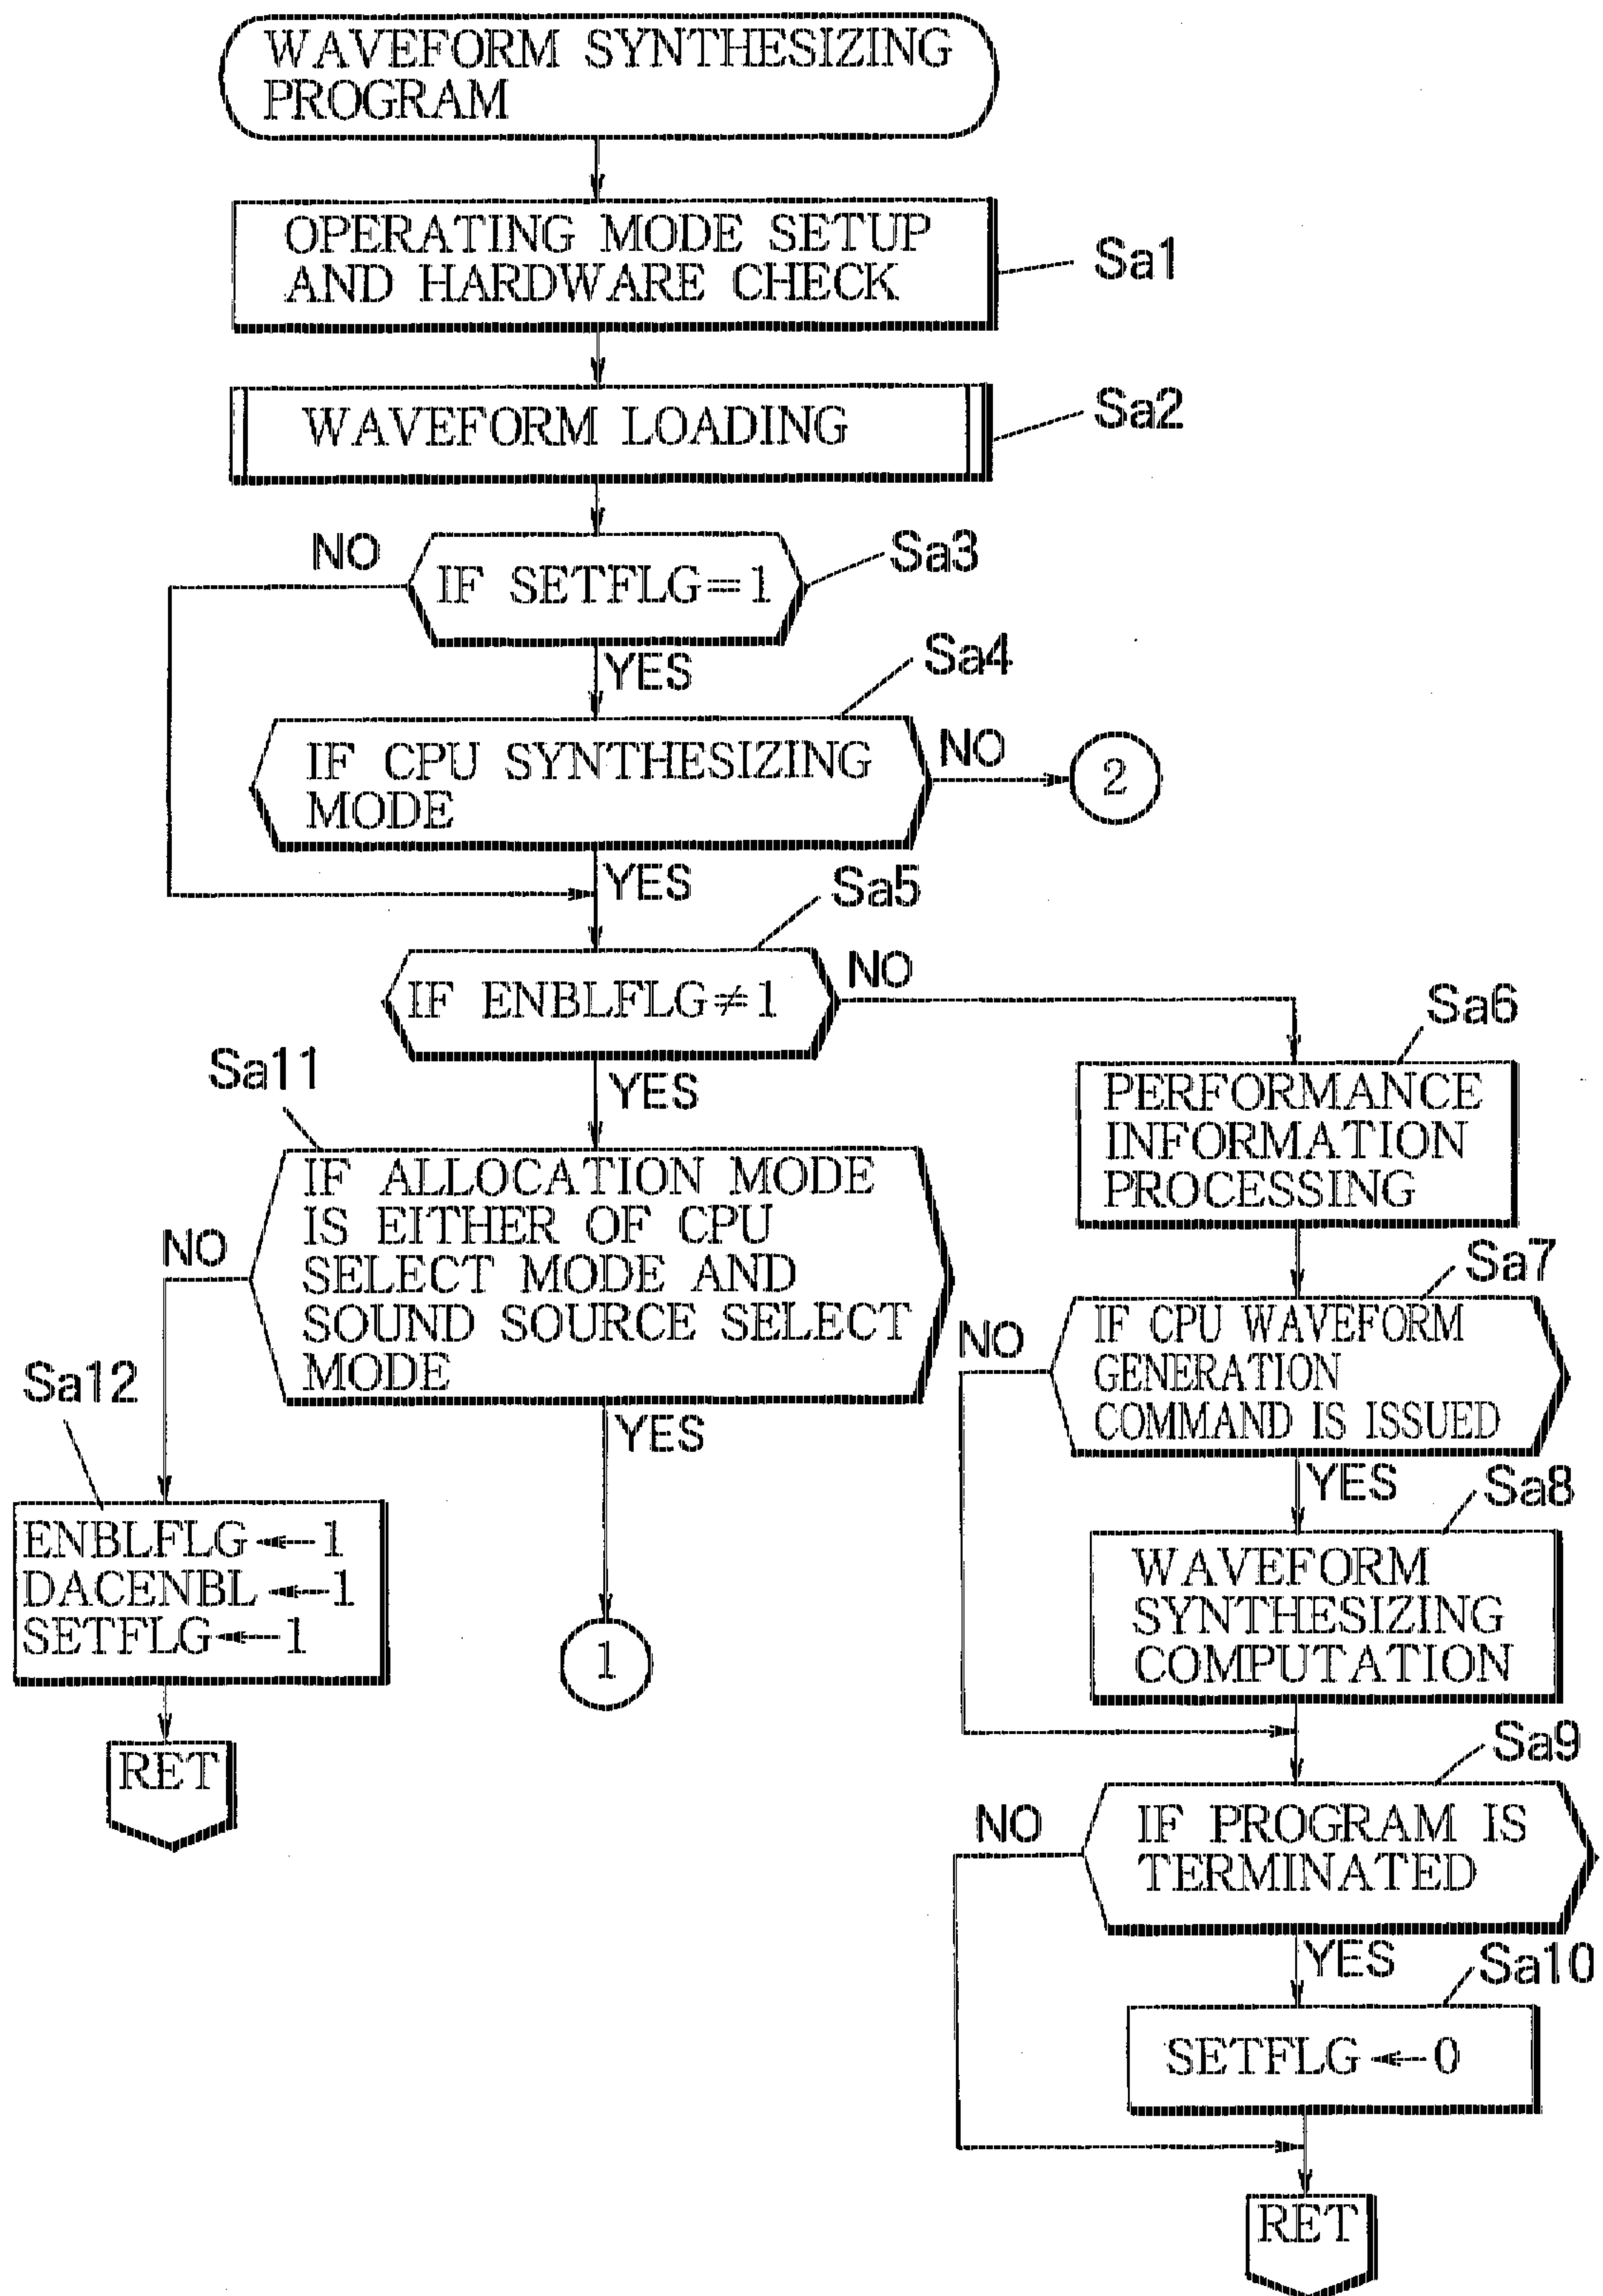 WAVEFORM SYNTHESIZING
PROGRAM
OPERATING MODE SETUP
AND HARDWARE CHECK
Sa1
WAVEFORM LOADING
Sa2
NO
IF SETFLG=1
Sa3
YES
Sa4
IF CPU SYNTHESIZING
MODE
NO
2
YES
Sa5
IF ENBLFLG≠1
NO
YES
Sa6
PERFORMANCE
INFORMATION
PROCESSING
Sa11
IF ALLOCATION MODE
IS EITHER OF CPU
SELECT MODE AND
SOUND SOURCE SELECT
MODE
NO
YES
Sa7
IF CPU WAVEFORM
GENERATION
COMMAND IS ISSUED
NO
YES
Sa12
ENBLFLG←1
DACENBL←1
SETFLG←1
RET
1
Sa8
WAVEFORM
SYNTHESIZING
COMPUTATION
Sa9
IF PROGRAM IS
TERMINATED
NO
YES
Sa10
SETFLG←0
RET